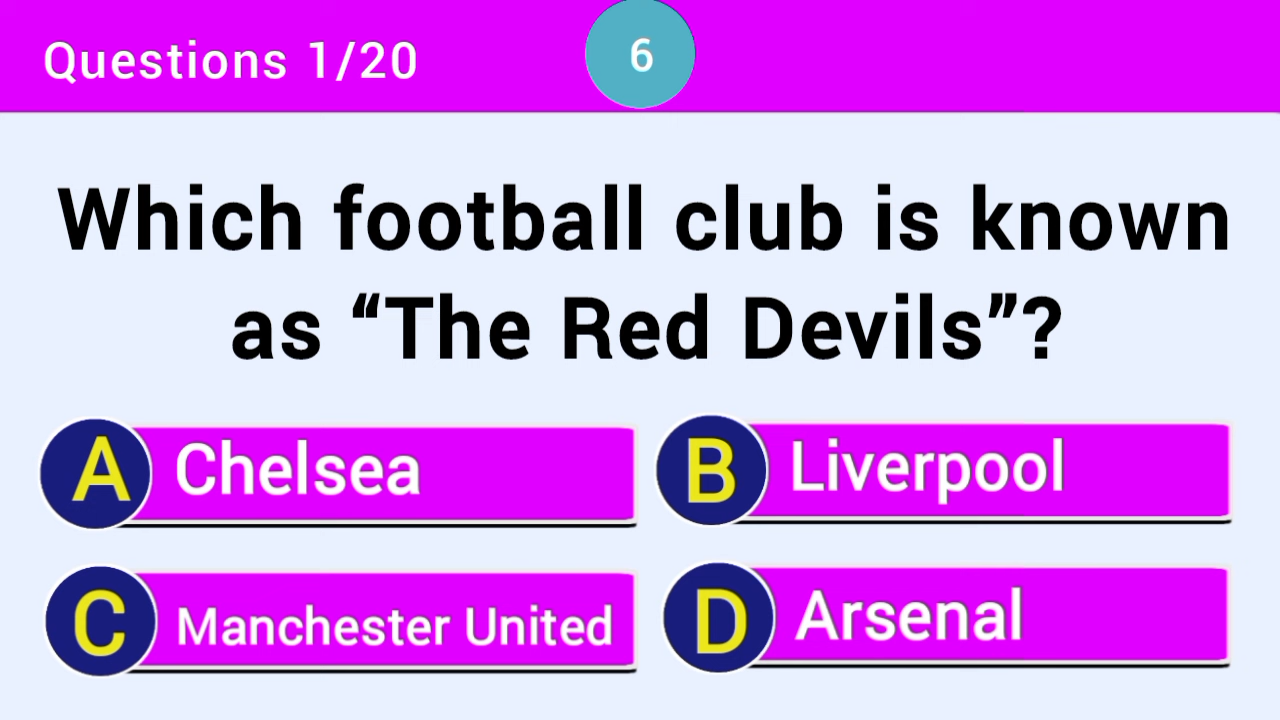 Questions 1/20
6
Which football club is known
as “The Red Devils”?
A Chelsea
B Liverpool
C Manchester United
D Arsenal